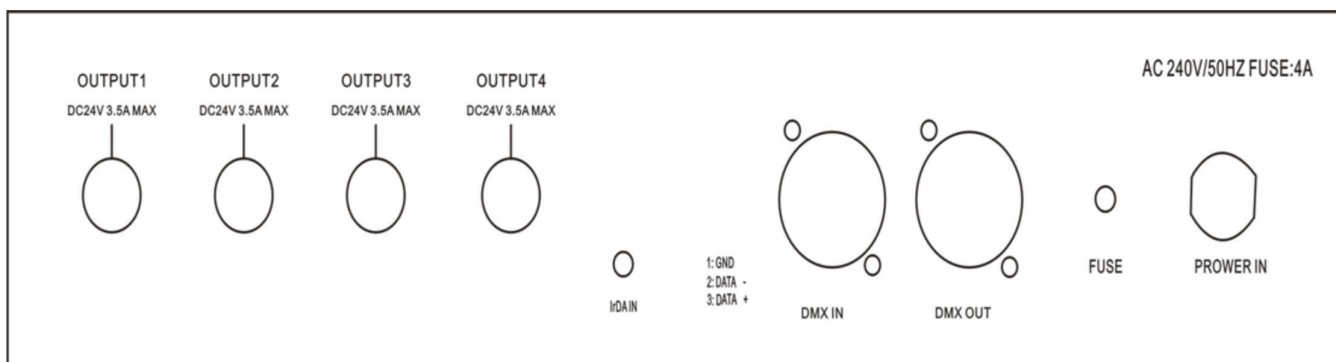 OUTPUT1
DC24V 3.5A MAX
OUTPUT2
DC24V 3.5A MAX
OUTPUT3
DC24V 3.5A MAX
OUTPUT4
DC24V 3.5A MAX
IrDA IN
1: GND
2: DATA -
3: DATA +
DMX IN
DMX OUT
AC 240V/50HZ FUSE:4A
FUSE
PROWER IN